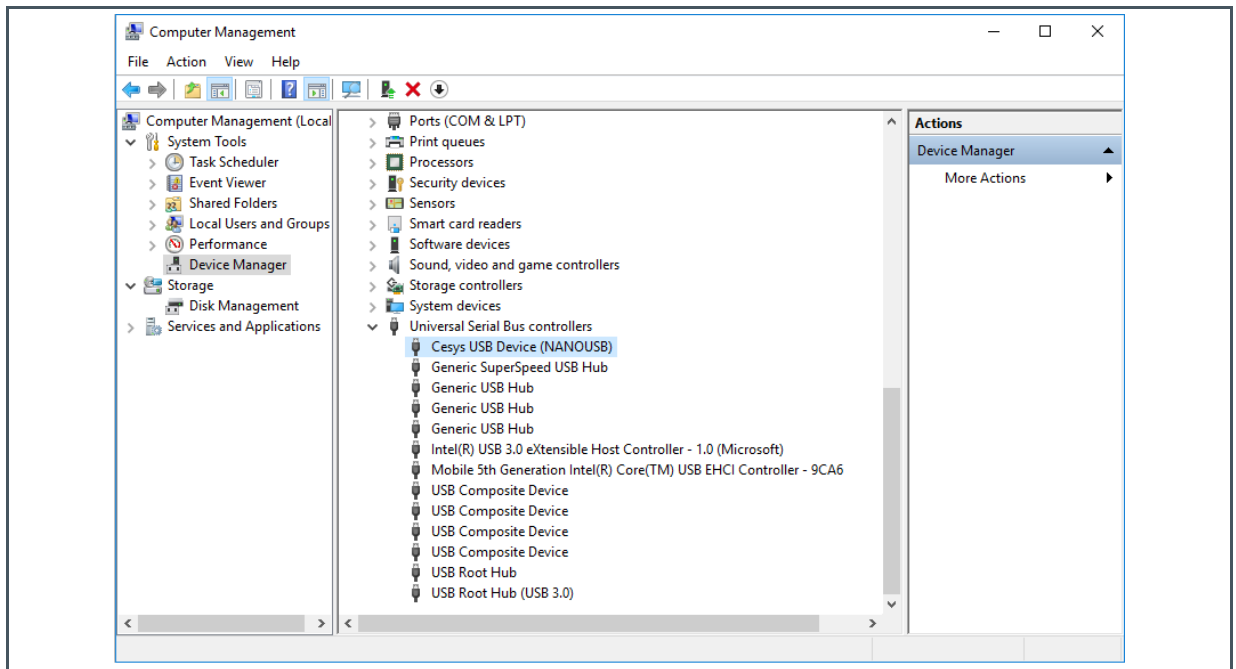 Computer Management
File Action View Help
Computer Management (Local
System Tools
Task Scheduler
Event Viewer
Shared Folders
Local Users and Groups
Performance
Device Manager
Storage
Disk Management
Services and Applications
Ports (COM & LPT)
Print queues
Processors
Security devices
Sensors
Smart card readers
Software devices
Sound, video and game controllers
Storage controllers
System devices
Universal Serial Bus controllers
Cesys USB Device (NANOUSB)
Generic SuperSpeed USB Hub
Generic USB Hub
Generic USB Hub
Generic USB Hub
Intel(R) USB 3.0 eXtensible Host Controller - 1.0 (Microsoft)
Mobile 5th Generation Intel(R) Core(TM) USB EHCI Controller - 9CA6
USB Composite Device
USB Composite Device
USB Composite Device
USB Composite Device
USB Root Hub
USB Root Hub (USB 3.0)
Actions
Device Manager
More Actions